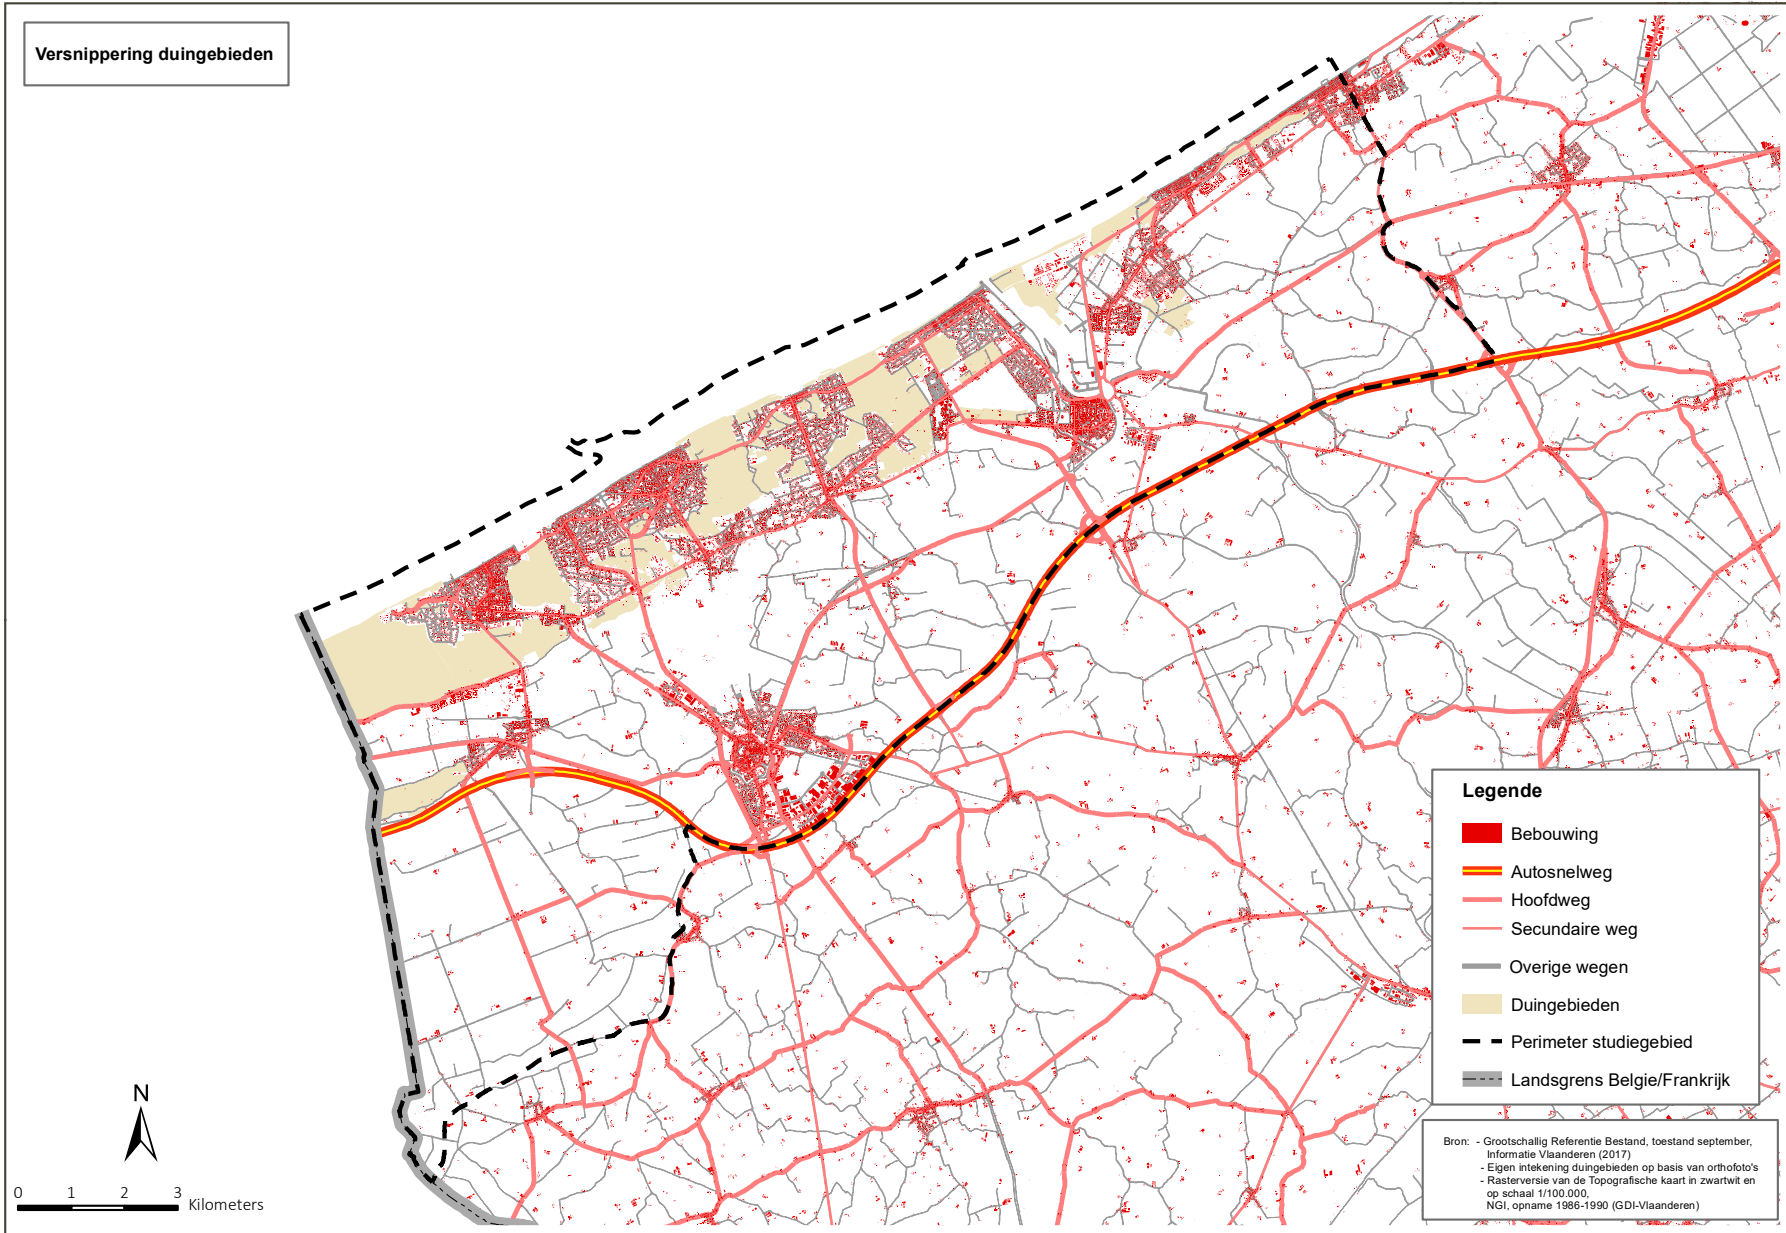 Versnippering duingebieden
Legende
Bebouwing
Autosnelweg
Hoofdweg
Secundaire weg
Overige wegen
Duingebieden
Perimeter studiegebied
Landsgrens Belgie/Frankrijk
N
0 1 2 3 Kilometers
Bron: - Grootschallig Referentie Bestand, toestand september,
Informatie Vlaanderen (2017)
- Eigen intekening duingebieden op basis van orthofoto's
- Rasterversie van de Topografische kaart in zwartwit en
op schaal 1/100.000,
NGI, opname 1986-1990 (GDI-Vlaanderen)